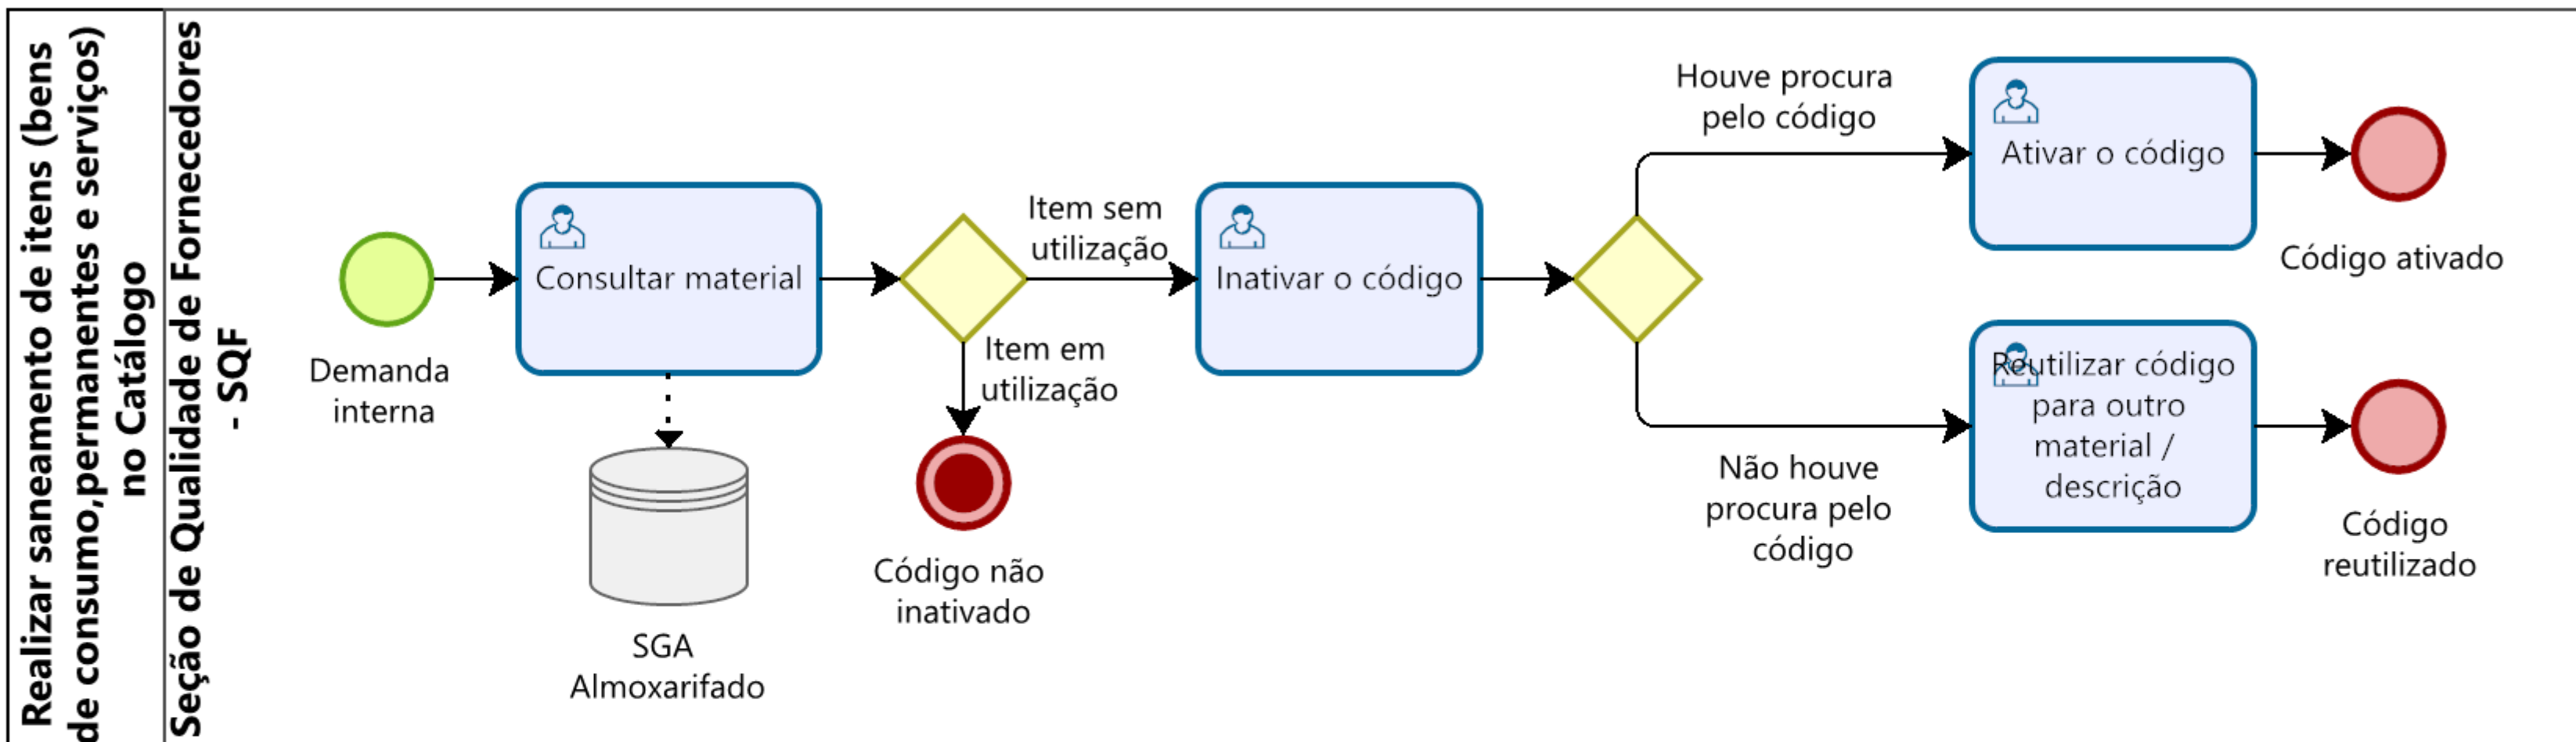 Realizar saneamento de itens (bens
de consumo,permanentes e serviços)
no Catálogo
Seção de Qualidade de Fornecedores
- SQF
Demanda
interna
Consultar material
SGA
Almoxarifado
Item sem
utilização
Item em
utilização
Código não
inativado
Inativar o código
Houve procura
pelo código
Não houve
procura pelo
código
Ativar o código
Código ativado
Reutilizar código
para outro
material /
descrição
Código
reutilizado